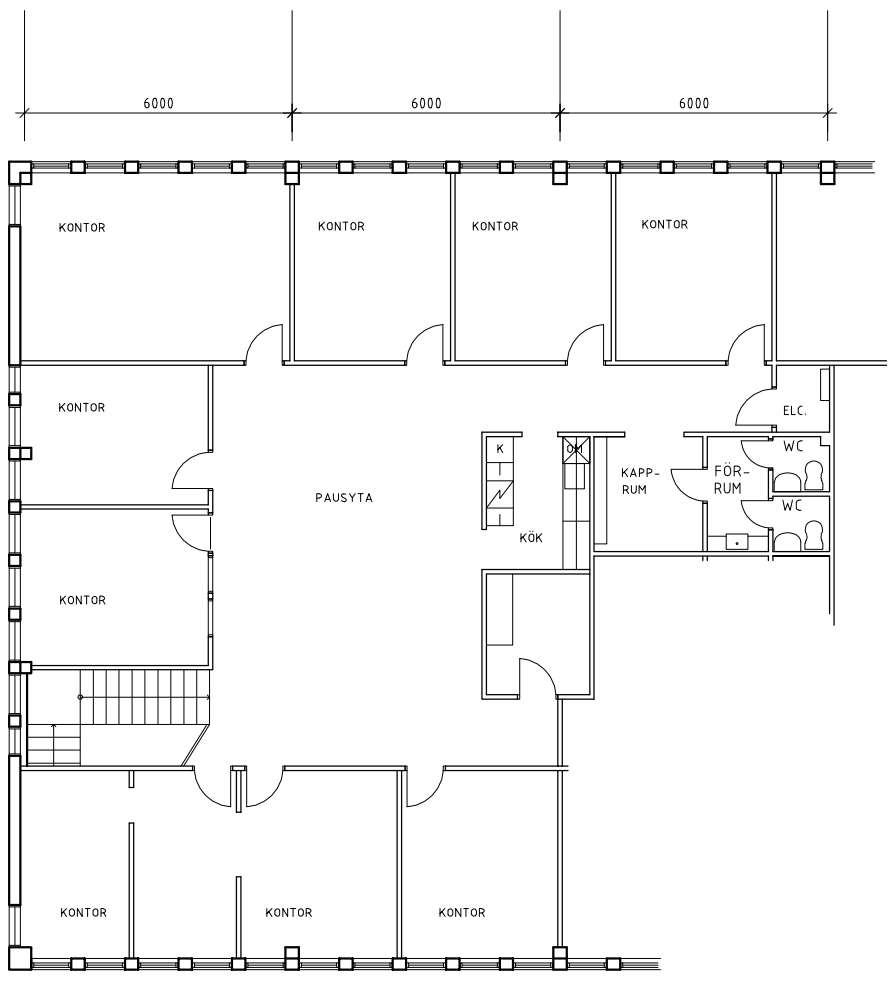 6000 6000 6000
KONTOR KONTOR KONTOR KONTOR
KONTOR
ELC.
K
WC
PAUSYTA
KAPP-
RUM
FÖR-
RUM
WC
KÖK
KONTOR
KONTOR KONTOR KONTOR